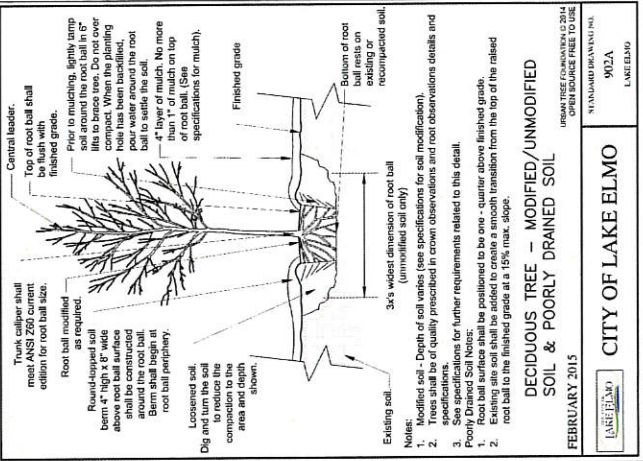 Central leader.
Top of root ball shall
be flush with
finished grade.
Prior to mulching, lightly tamp
soil around the root ball in 6"
lifts to brace tree. Do not over
compact. When the planting
hole has been backfilled,
pour water around the root
ball to settle the soil.
4" layer of mulch. No more
than 1" of mulch on top
of root ball. (See
specifications for mulch).
Finished grade
Bottom of root
ball rests on
existing or
recompacted soil.
Trunk caliper shall
meet ANSI Z60 current
edition for root ball size.
Root ball modified
as required.
Round-topped soil
berm 4" high x 8" wide
above root ball surface
shall be constructed
around the root ball.
Berm shall begin at
root ball periphery.
Loosened soil.
Dig and turn the soil
to reduce the
compaction to the
area and depth
shown.
Existing soil.
3x's widest dimension of root ball
(unmodified soil only)
Notes:
1. Modified soil - Depth of soil varies (see specifications for soil modification).
2. Trees shall be of quality prescribed in crown observations and root observations details and
specifications.
3. See specifications for further requirements related to this detail.
Poorly Drained Soil Notes:
1. Root ball surface shall be positioned to be one - quarter above finished grade.
2. Existing site soil shall be added to create a smooth transition from the top of the raised
root ball to the finished grade at a 15% max. slope.
DECIDUOUS TREE - MODIFIED/UNMODIFIED
SOIL & POORLY DRAINED SOIL
URBAN TREE FOUNDATION © 2014
OPEN SOURCE FREE TO USE
FEBRUARY 2015
LAKE ELMO
CITY OF LAKE ELMO
STANDARD DRAWING NO.
902A
LAKE ELMO